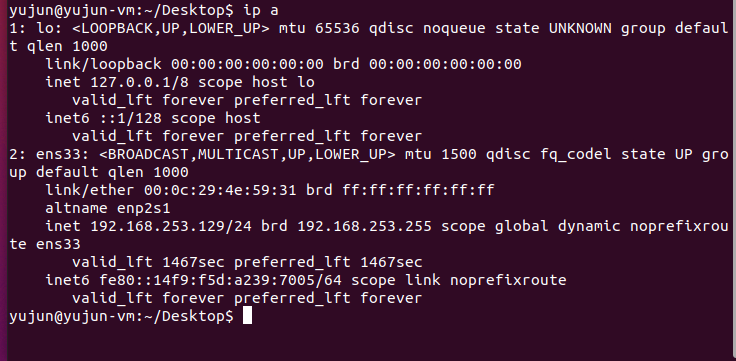 yujun@yujun-vm:~/Desktop$ ip a
1: lo: <LOOPBACK,UP,LOWER_UP> mtu 65536 qdisc noqueue state UNKNOWN group defaul
t qlen 1000
    link/loopback 00:00:00:00:00:00 brd 00:00:00:00:00:00
    inet 127.0.0.1/8 scope host lo
       valid_lft forever preferred_lft forever
    inet6 ::1/128 scope host
       valid_lft forever preferred_lft forever
2: ens33: <BROADCAST,MULTICAST,UP,LOWER_UP> mtu 1500 qdisc fq_codel state UP gro
up default qlen 1000
    link/ether 00:0c:29:4e:59:31 brd ff:ff:ff:ff:ff:ff
    altname enp2s1
    inet 192.168.253.129/24 brd 192.168.253.255 scope global dynamic noprefixrou
te ens33
       valid_lft 1467sec preferred_lft 1467sec
    inet6 fe80::14f9:f5d:a239:7005/64 scope link noprefixroute
       valid_lft forever preferred_lft forever
yujun@yujun-vm:~/Desktop$